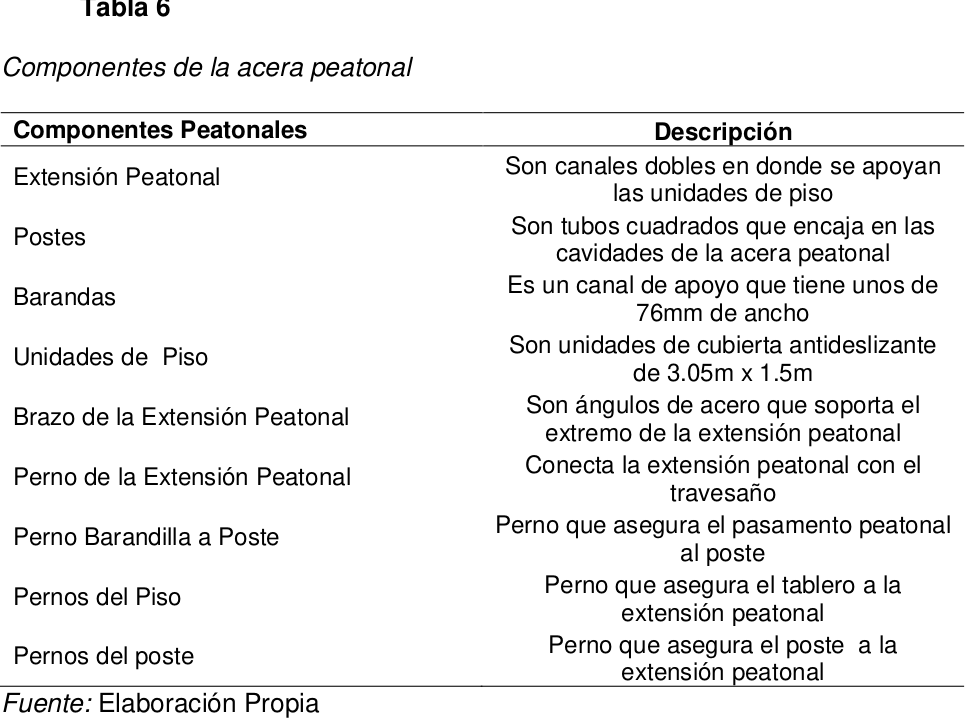 Tabla 6
Componentes de la acera peatonal
Componentes Peatonales Descripción
Extensión Peatonal Son canales dobles en donde se apoyan
las unidades de piso
Postes Son tubos cuadrados que encaja en las
cavidades de la acera peatonal
Barandas Es un canal de apoyo que tiene unos de
76mm de ancho
Unidades de  Piso Son unidades de cubierta antideslizante
de 3.05m x 1.5m
Brazo de la Extensión Peatonal Son ángulos de acero que soporta el
extremo de la extensión peatonal
Perno de la Extensión Peatonal Conecta la extensión peatonal con el
travesaño
Perno Barandilla a Poste Perno que asegura el pasamento peatonal
al poste
Pernos del Piso Perno que asegura el tablero a la
extensión peatonal
Pernos del poste Perno que asegura el poste  a la
extensión peatonal
Fuente: Elaboración Propia